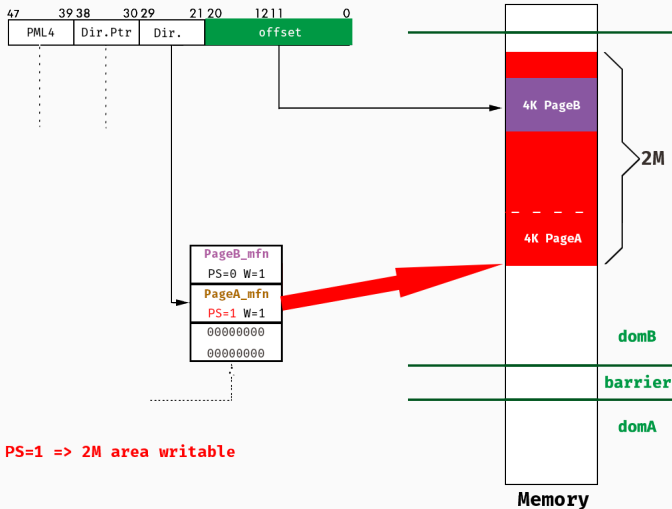 47 39 38 30 29 21 20 12 11 0
PML4 Dir.Ptr Dir. offset
4K PageB
2M
4K PageA
PageB_mfn
PS=0 W=1
PageA_mfn
PS=1 W=1
00000000
00000000
domB
barrier
domA
PS=1 => 2M area writable
Memory